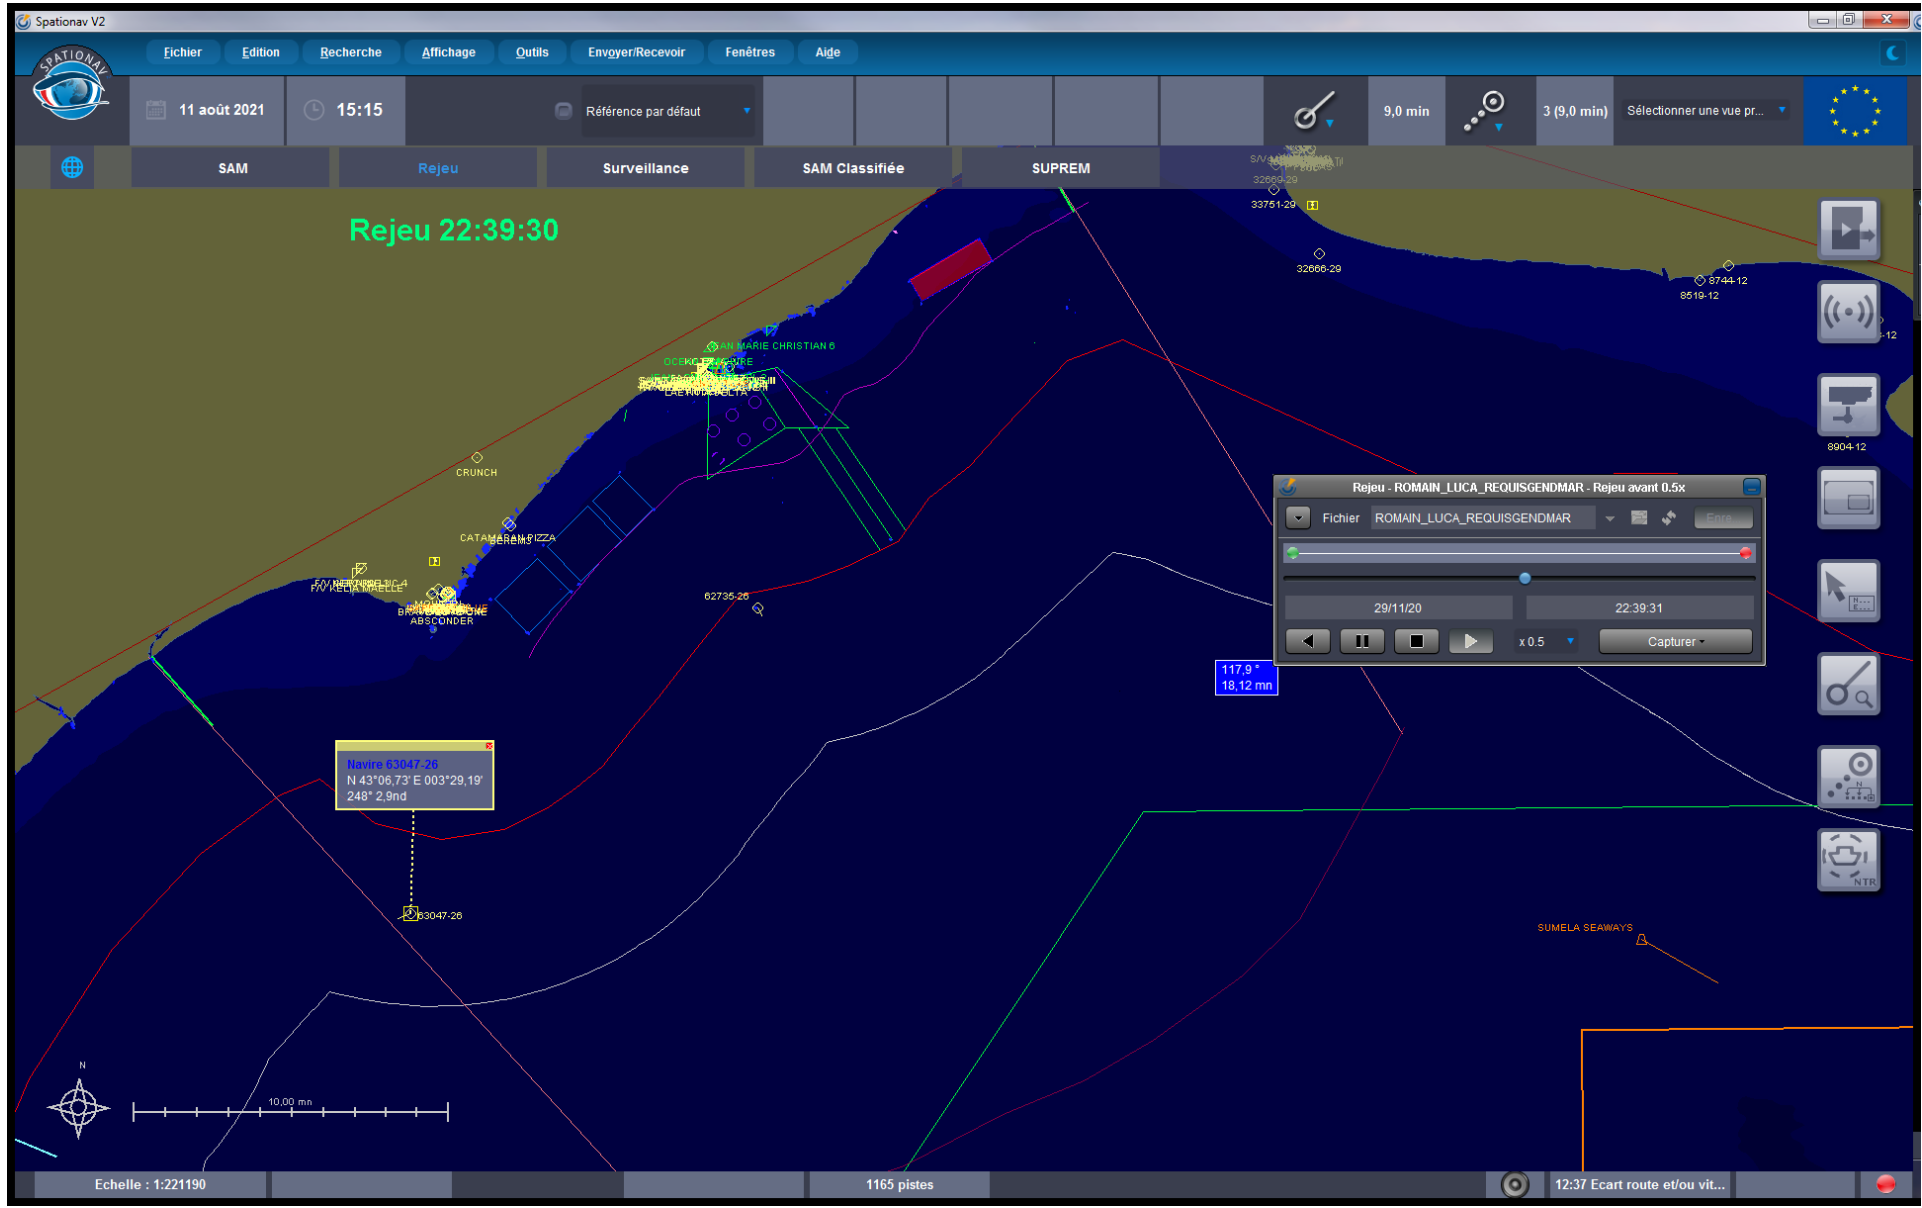 Spationav V2
SPATIONAV
Fichier
Edition
Recherche
Affichage
Outils
Envoyer/Recevoir
Fenêtres
Aide
11 août 2021
15:15
Référence par défaut
9,0 min
3 (9,0 min)
Sélectionner une vue pr...
SAM
Rejeu
Surveillance
SAM Classifiée
SUPREM
Rejeu 22:39:30
32669-29
33751-29
32666-29
8744-12
8519-12
-12
8904-12
JEAN MARIE CHRISTIAN 6
CRUNCH
CATAMARAN PIZZA
ABSCONDER
62735-26
Rejeu - ROMAIN_LUCA_REQUISGENDMAR - Rejeu avant 0.5x
Fichier
ROMAIN_LUCA_REQUISGENDMAR
Enre...
29/11/20
22:39:31
x 0.5
Capturer
117,9 °
18,12 mn
Navire 63047-26
N 43°06,73' E 003°29,19'
248° 2,9nd
63047-26
SUMELA SEAWAYS
N
10,00 mn
NTR
Echelle : 1:221190
1165 pistes
12:37 Ecart route et/ou vit...